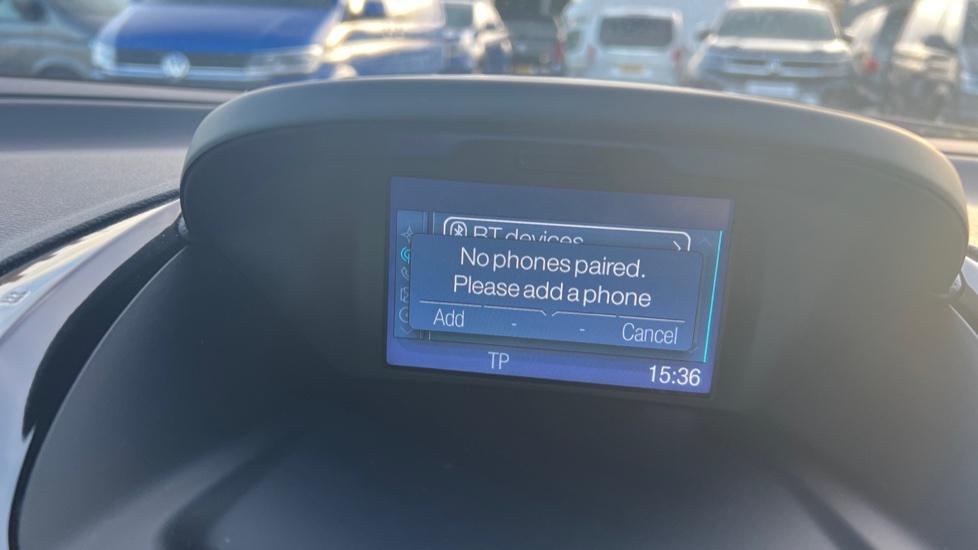 BT devices
No phones paired.
Please add a phone
Add - - Cancel
TP
15:36